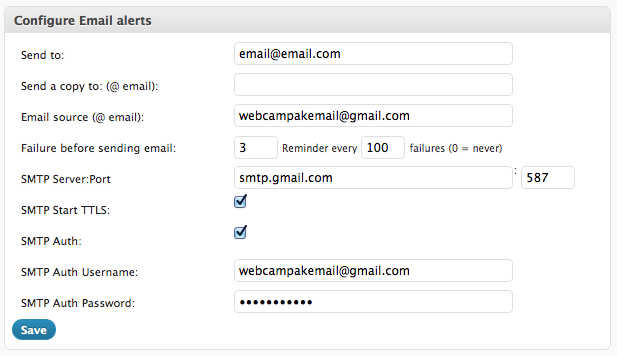 Configure Email alerts
Send to: email@email.com
Send a copy to: (@ email):
Email source (@ email): webcampakemail@gmail.com
Failure before sending email: 3 Reminder every 100 failures (0 = never)
SMTP Server:Port smtp.gmail.com : 587
SMTP Start TTLS:
SMTP Auth:
SMTP Auth Username: webcampakemail@gmail.com
SMTP Auth Password: •••••••••••
Save